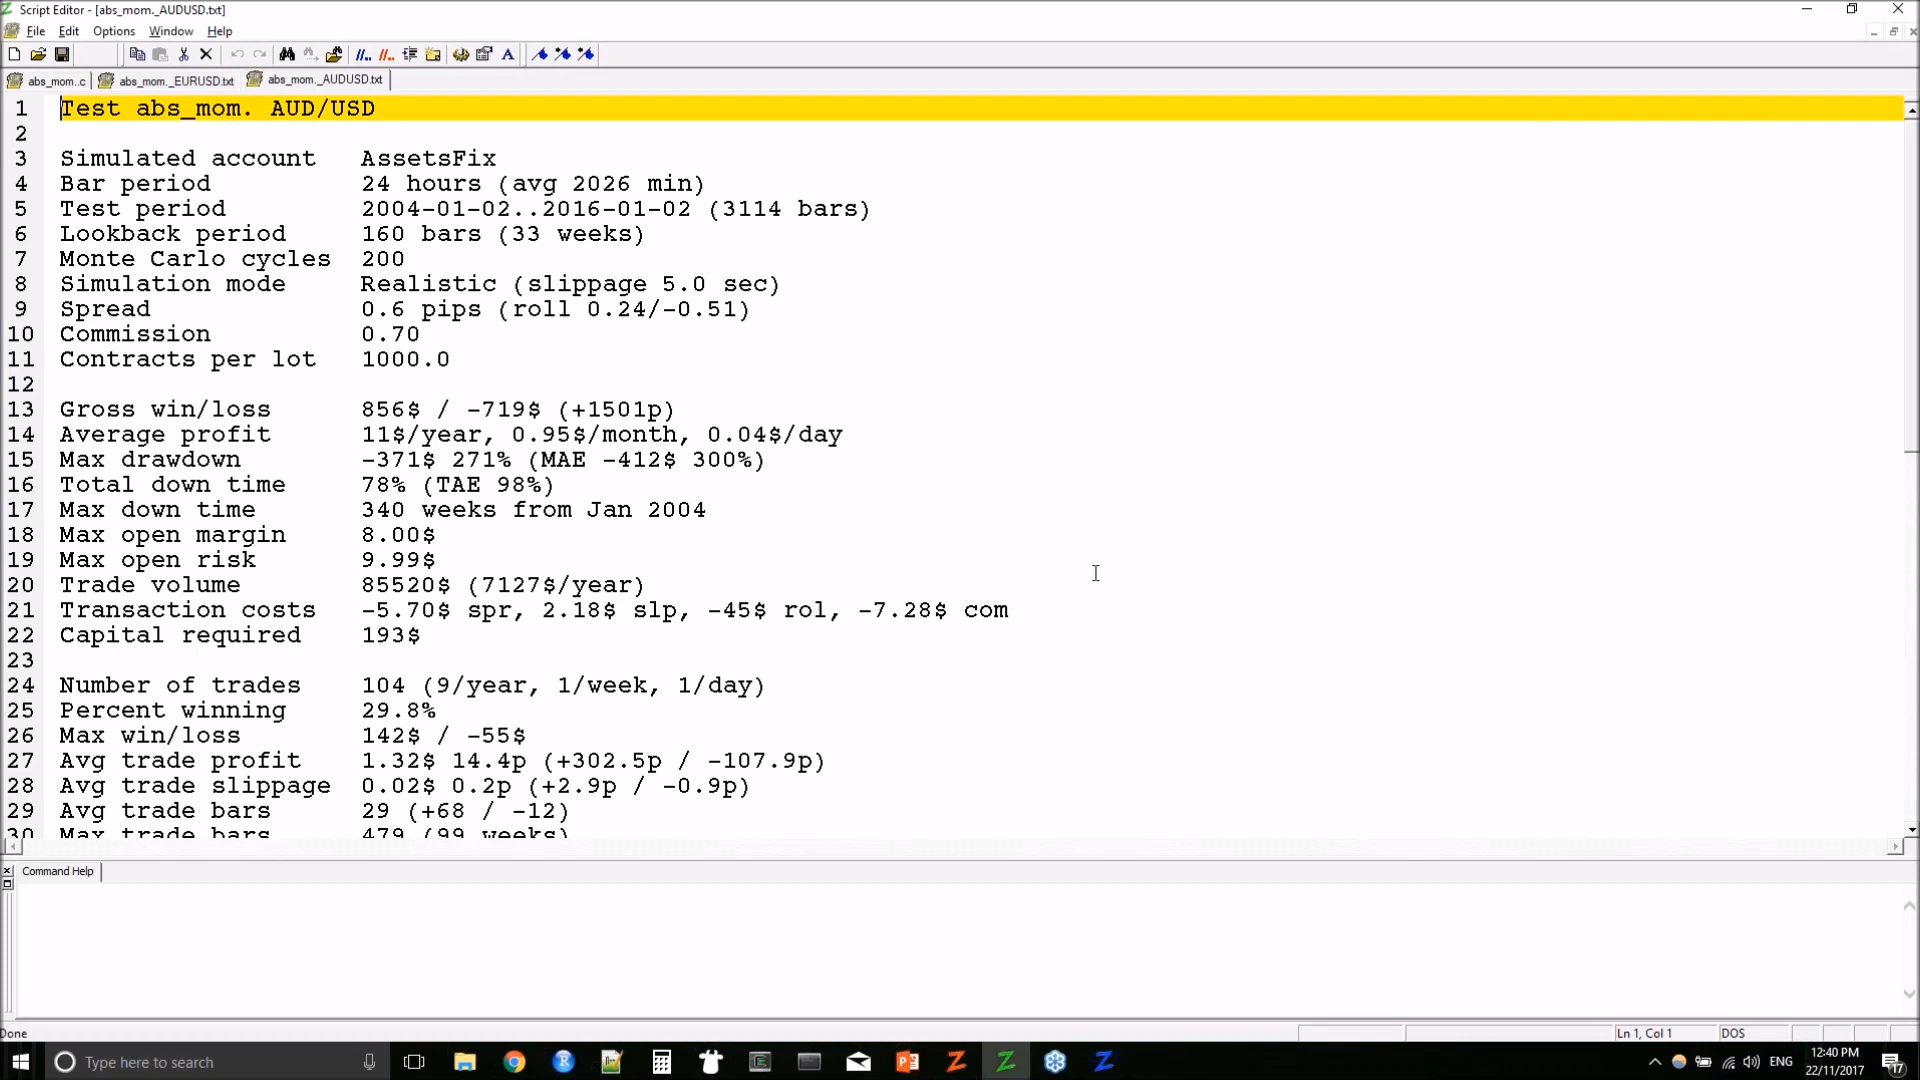 Script Editor - [abs_mom._AUDUSD.txt]
File Edit Options Window Help
abs_mom..c abs_mom._EURUSD.txt abs_mom._AUDUSD.txt
1 Test abs_mom. AUD/USD
2
3 Simulated account AssetsFix
4 Bar period 24 hours (avg 2026 min)
5 Test period 2004-01-02..2016-01-02 (3114 bars)
6 Lookback period 160 bars (33 weeks)
7 Monte Carlo cycles 200
8 Simulation mode Realistic (slippage 5.0 sec)
9 Spread 0.6 pips (roll 0.24/-0.51)
10 Commission 0.70
11 Contracts per lot 1000.0
12
13 Gross win/loss 856$ / -719$ (+1501p)
14 Average profit 11$/year, 0.95$/month, 0.04$/day
15 Max drawdown -371$ 271% (MAE -412$ 300%)
16 Total down time 78% (TAE 98%)
17 Max down time 340 weeks from Jan 2004
18 Max open margin 8.00$
19 Max open risk 9.99$
20 Trade volume 85520$ (7127$/year)
21 Transaction costs -5.70$ spr, 2.18$ slp, -45$ rol, -7.28$ com
22 Capital required 193$
23
24 Number of trades 104 (9/year, 1/week, 1/day)
25 Percent winning 29.8%
26 Max win/loss 142$ / -55$
27 Avg trade profit 1.32$ 14.4p (+302.5p / -107.9p)
28 Avg trade slippage 0.02$ 0.2p (+2.9p / -0.9p)
29 Avg trade bars 29 (+68 / -12)
30 Max trade bars 479 (99 weeks)
Command Help
Done Ln 1, Col 1 DOS
Type here to search ENG 12:40 PM
22/11/2017 17